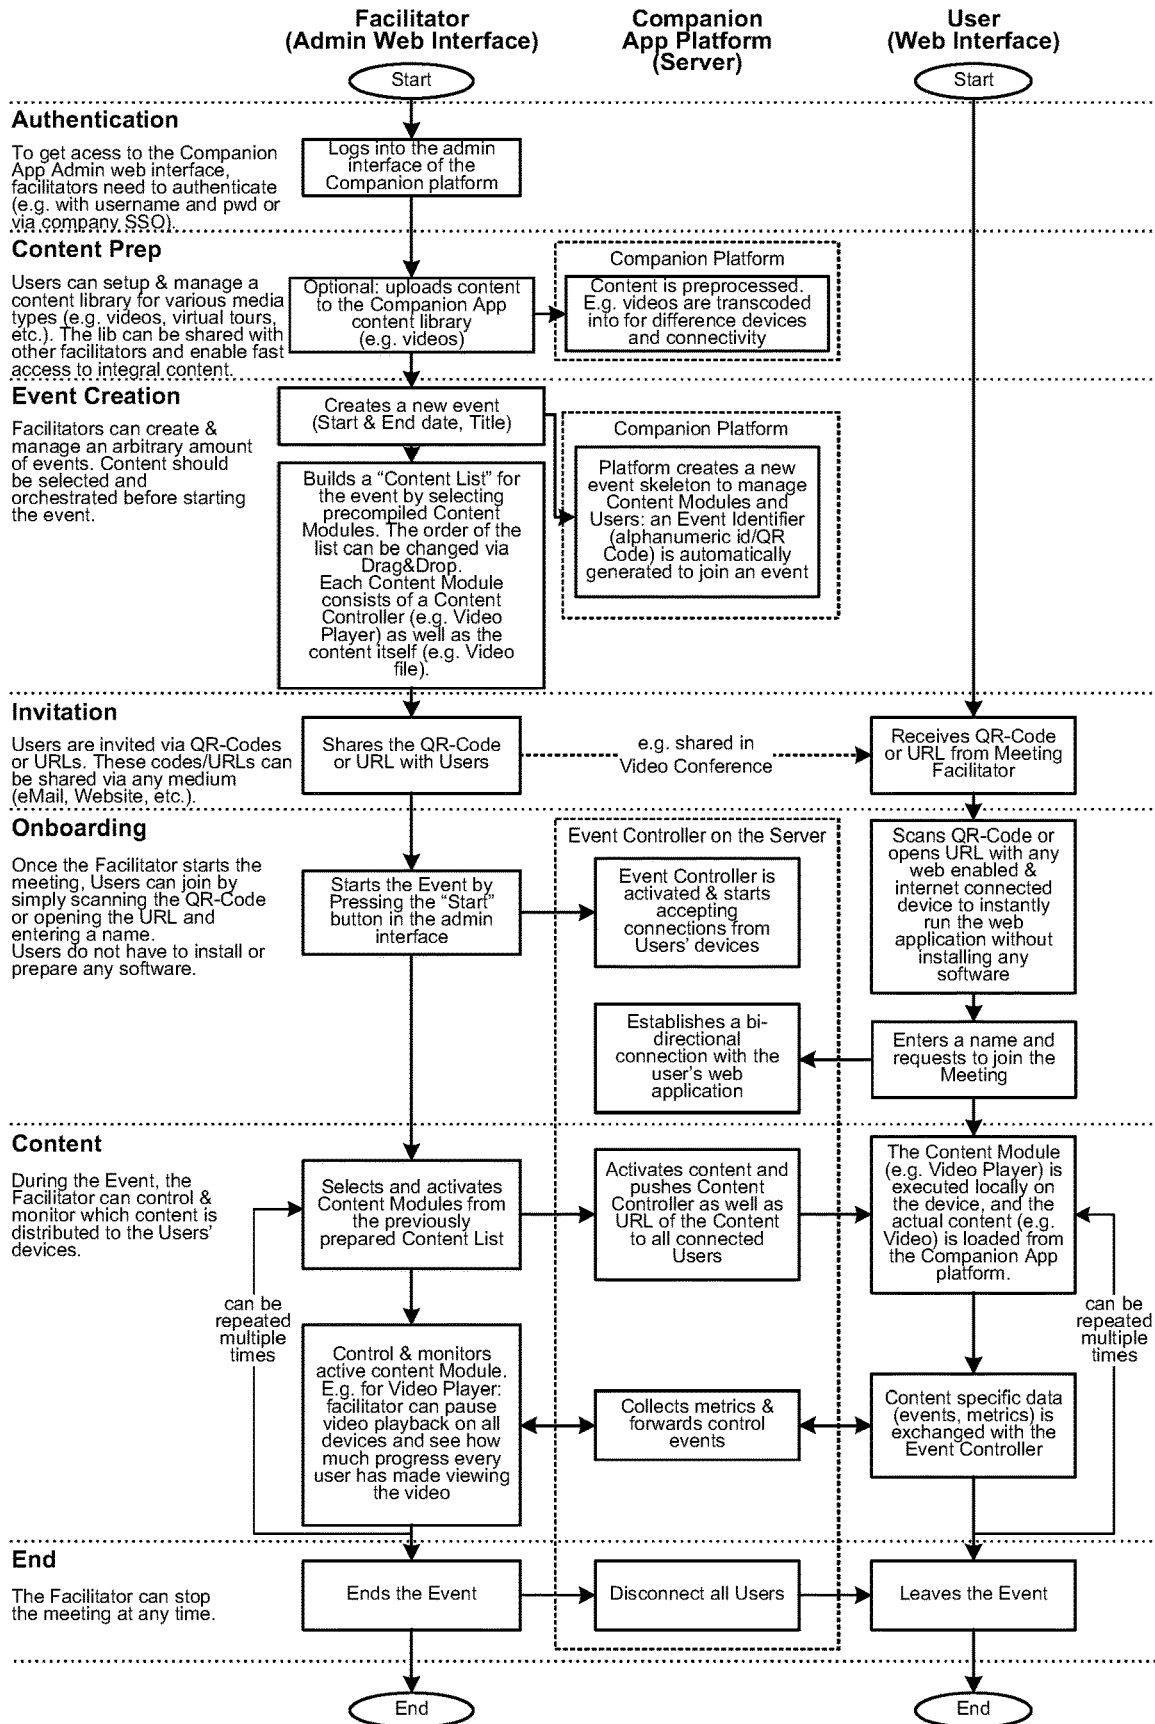 Facilitator
(Admin Web Interface)
Companion
App Platform
(Server)
User
(Web Interface)
Start
Start
Authentication
To get acess to the Companion
App Admin web interface,
facilitators need to authenticate
(e.g. with username and pwd or
via company SSO).
Logs into the admin
interface of the
Companion platform
Content Prep
Users can setup & manage a
content library for various media
types (e.g. videos, virtual tours,
etc.). The lib can be shared with
other facilitators and enable fast
access to integral content.
Optional: uploads content
to the Companion App
content library
(e.g. videos)
Companion Platform
Content is preprocessed.
E.g. videos are transcoded
into for difference devices
and connectivity
Event Creation
Facilitators can create &
manage an arbitrary amount
of events. Content should
be selected and
orchestrated before starting
the event.
Creates a new event
(Start & End date, Title)
Builds a “Content List” for
the event by selecting
precompiled Content
Modules. The order of the
list can be changed via
Drag&Drop.
Each Content Module
consists of a Content
Controller (e.g. Video
Player) as well as the
content itself (e.g. Video
file).
Companion Platform
Platform creates a new
event skeleton to manage
Content Modules and
Users: an Event Identifier
(alphanumeric id/QR
Code) is automatically
generated to join an event
Invitation
Users are invited via QR-Codes
or URLs. These codes/URLs can
be shared via any medium
(eMail, Website, etc.).
Shares the QR-Code
or URL with Users
e.g. shared in
Video Conference
Receives QR-Code
or URL from Meeting
Facilitator
Onboarding
Once the Facilitator starts the
meeting, Users can join by
simply scanning the QR-Code
or opening the URL and
entering a name.
Users do not have to install or
prepare any software.
Starts the Event by
Pressing the “Start”
button in the admin
interface
Event Controller on the Server
Event Controller is
activated & starts
accepting
connections from
Users’ devices
Scans QR-Code or
opens URL with any
web enabled &
internet connected
device to instantly
run the web
application without
installing any
software
Establishes a bi-
directional
connection with the
user’s web
application
Enters a name and
requests to join the
Meeting
Content
During the Event, the
Facilitator can control &
monitor which content is
distributed to the Users’
devices.
Selects and activates
Content Modules from
the previously
prepared Content List
Activates content and
pushes Content
Controller as well as
URL of the Content
to all connected
Users
The Content Module
(e.g. Video Player) is
executed locally on
the device, and the
actual content (e.g.
Video) is loaded from
the Companion App
platform.
can be
repeated
multiple
times
Control & monitors
active content Module.
E.g. for Video Player:
facilitator can pause
video playback on all
devices and see how
much progress every
user has made viewing
the video
Collects metrics &
forwards control
events
Content specific data
(events, metrics) is
exchanged with the
Event Controller
can be
repeated
multiple
times
End
The Facilitator can stop
the meeting at any time.
Ends the Event
Disconnect all Users
Leaves the Event
End
End